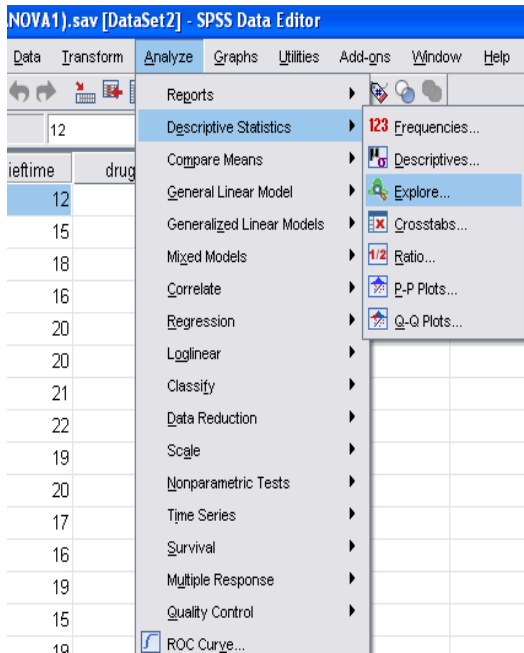 NOVA1).sav [DataSet2] - SPSS Data Editor
Data Transform Analyze Graphs Utilities Add-ons Window Help
12
ieftime drug
12
15
18
16
20
20
21
22
19
20
17
16
19
15
19
Reports
Descriptive Statistics
Compare Means
General Linear Model
Generalized Linear Models
Mixed Models
Correlate
Regression
Loglinear
Classify
Data Reduction
Scale
Nonparametric Tests
Time Series
Survival
Multiple Response
Quality Control
ROC Curve...
123 Frequencies...
Descriptives...
Explore...
Crosstabs...
1/2 Ratio...
P-P Plots...
Q-Q Plots...